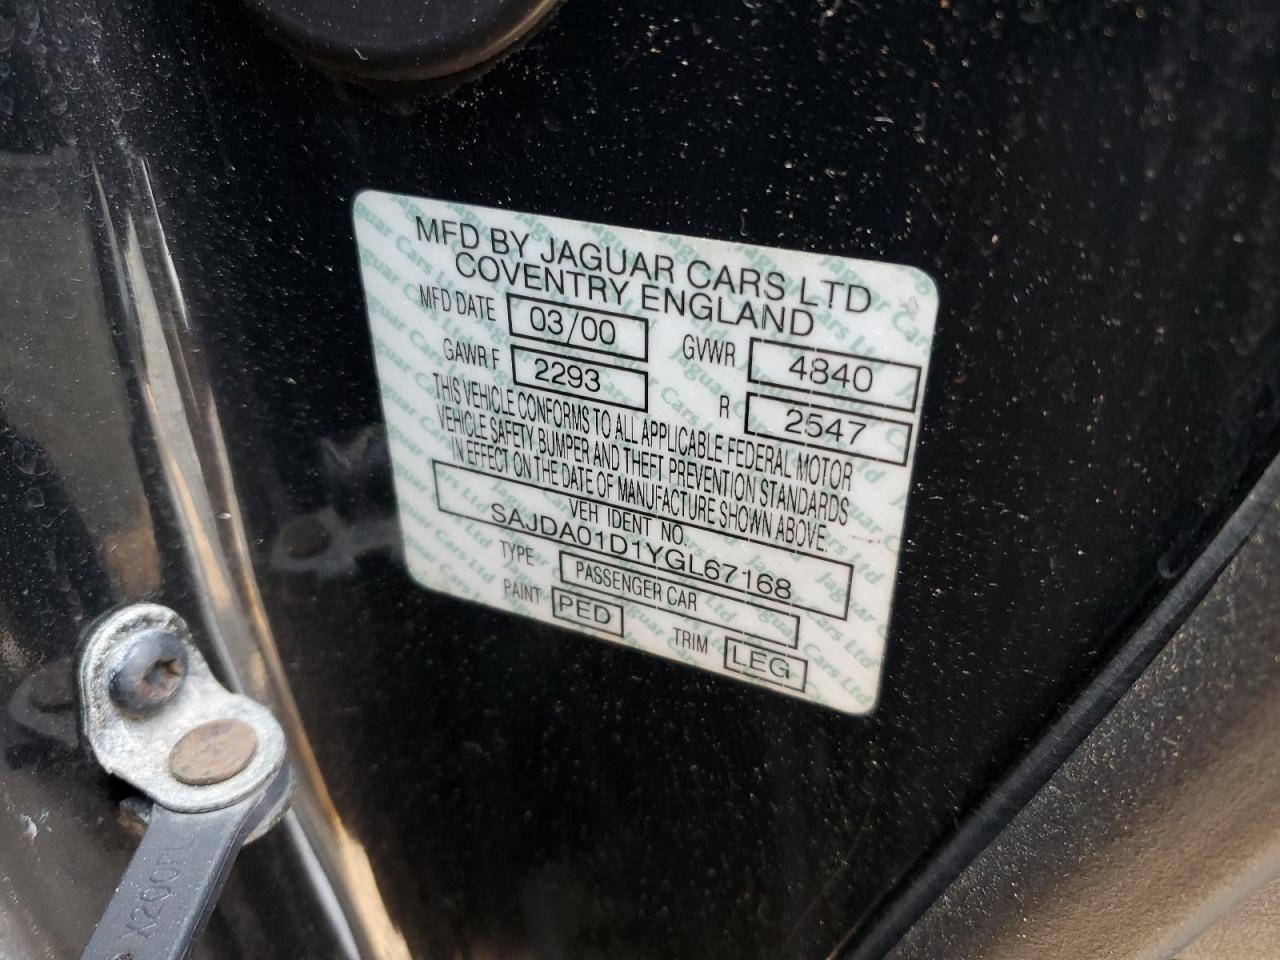 MFD BY JAGUAR CARS LTD
COVENTRY ENGLAND
MFD DATE 03/00 GVWR 4840
GAWR F 2293 R 2547
THIS VEHICLE CONFORMS TO ALL APPLICABLE FEDERAL MOTOR
VEHICLE SAFETY, BUMPER AND THEFT PREVENTION STANDARDS
IN EFFECT ON THE DATE OF MANUFACTURE SHOWN ABOVE.
VEH IDENT NO.
SAJDA01D1YGL67168
TYPE PASSENGER CAR
PAINT PED TRIM LEG